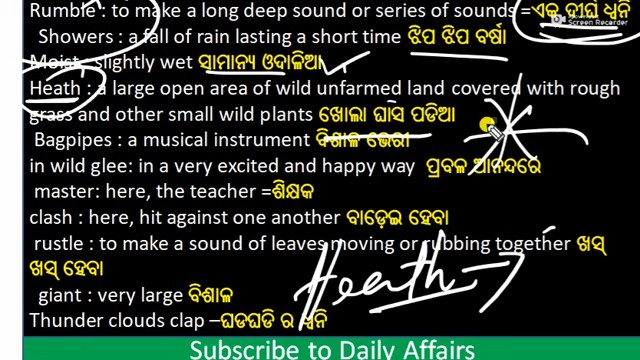 Rumble : to make a long deep sound or series of sounds =ଏକ ଦୀର୍ଘ ଧ୍ୱନି
Screen Recorder
Showers : a fall of rain lasting a short time ଝିପ ଝିପ ବର୍ଷା
Moist : slightly wet ସାମାନ୍ୟ ଓଦାଳିଆ
Heath : a large open area of wild unfarmed land covered with rough
grass and other small wild plants ଖୋଲା ଘାସ ପଡିଆ
Bagpipes : a musical instrument ବିଶାଳ ଭେରୀ
in wild glee: in a very excited and happy way ପ୍ରବଳ ଆନନ୍ଦରେ
master: here, the teacher =ଶିକ୍ଷକ
clash : here, hit against one another ବାଡ଼େଇ ହେବା
rustle : to make a sound of leaves moving or rubbing together ଖସ୍
ଖସ୍ ହେବା
Heath
giant : very large ବିଶାଳ
Thunder clouds clap –ଘଡଘଡି ର ଧ୍ୱନି
Subscribe to Daily Affairs